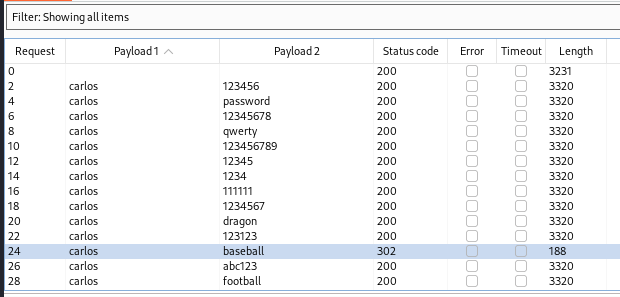 Filter: Showing all items
Request Payload 1 Payload 2 Status code Error Timeout Length
0 200 3231
2 carlos 123456 200 3320
4 carlos password 200 3320
6 carlos 12345678 200 3320
8 carlos qwerty 200 3320
10 carlos 123456789 200 3320
12 carlos 12345 200 3320
14 carlos 1234 200 3320
16 carlos 111111 200 3320
18 carlos 1234567 200 3320
20 carlos dragon 200 3320
22 carlos 123123 200 3320
24 carlos baseball 302 188
26 carlos abc123 200 3320
28 carlos football 200 3320